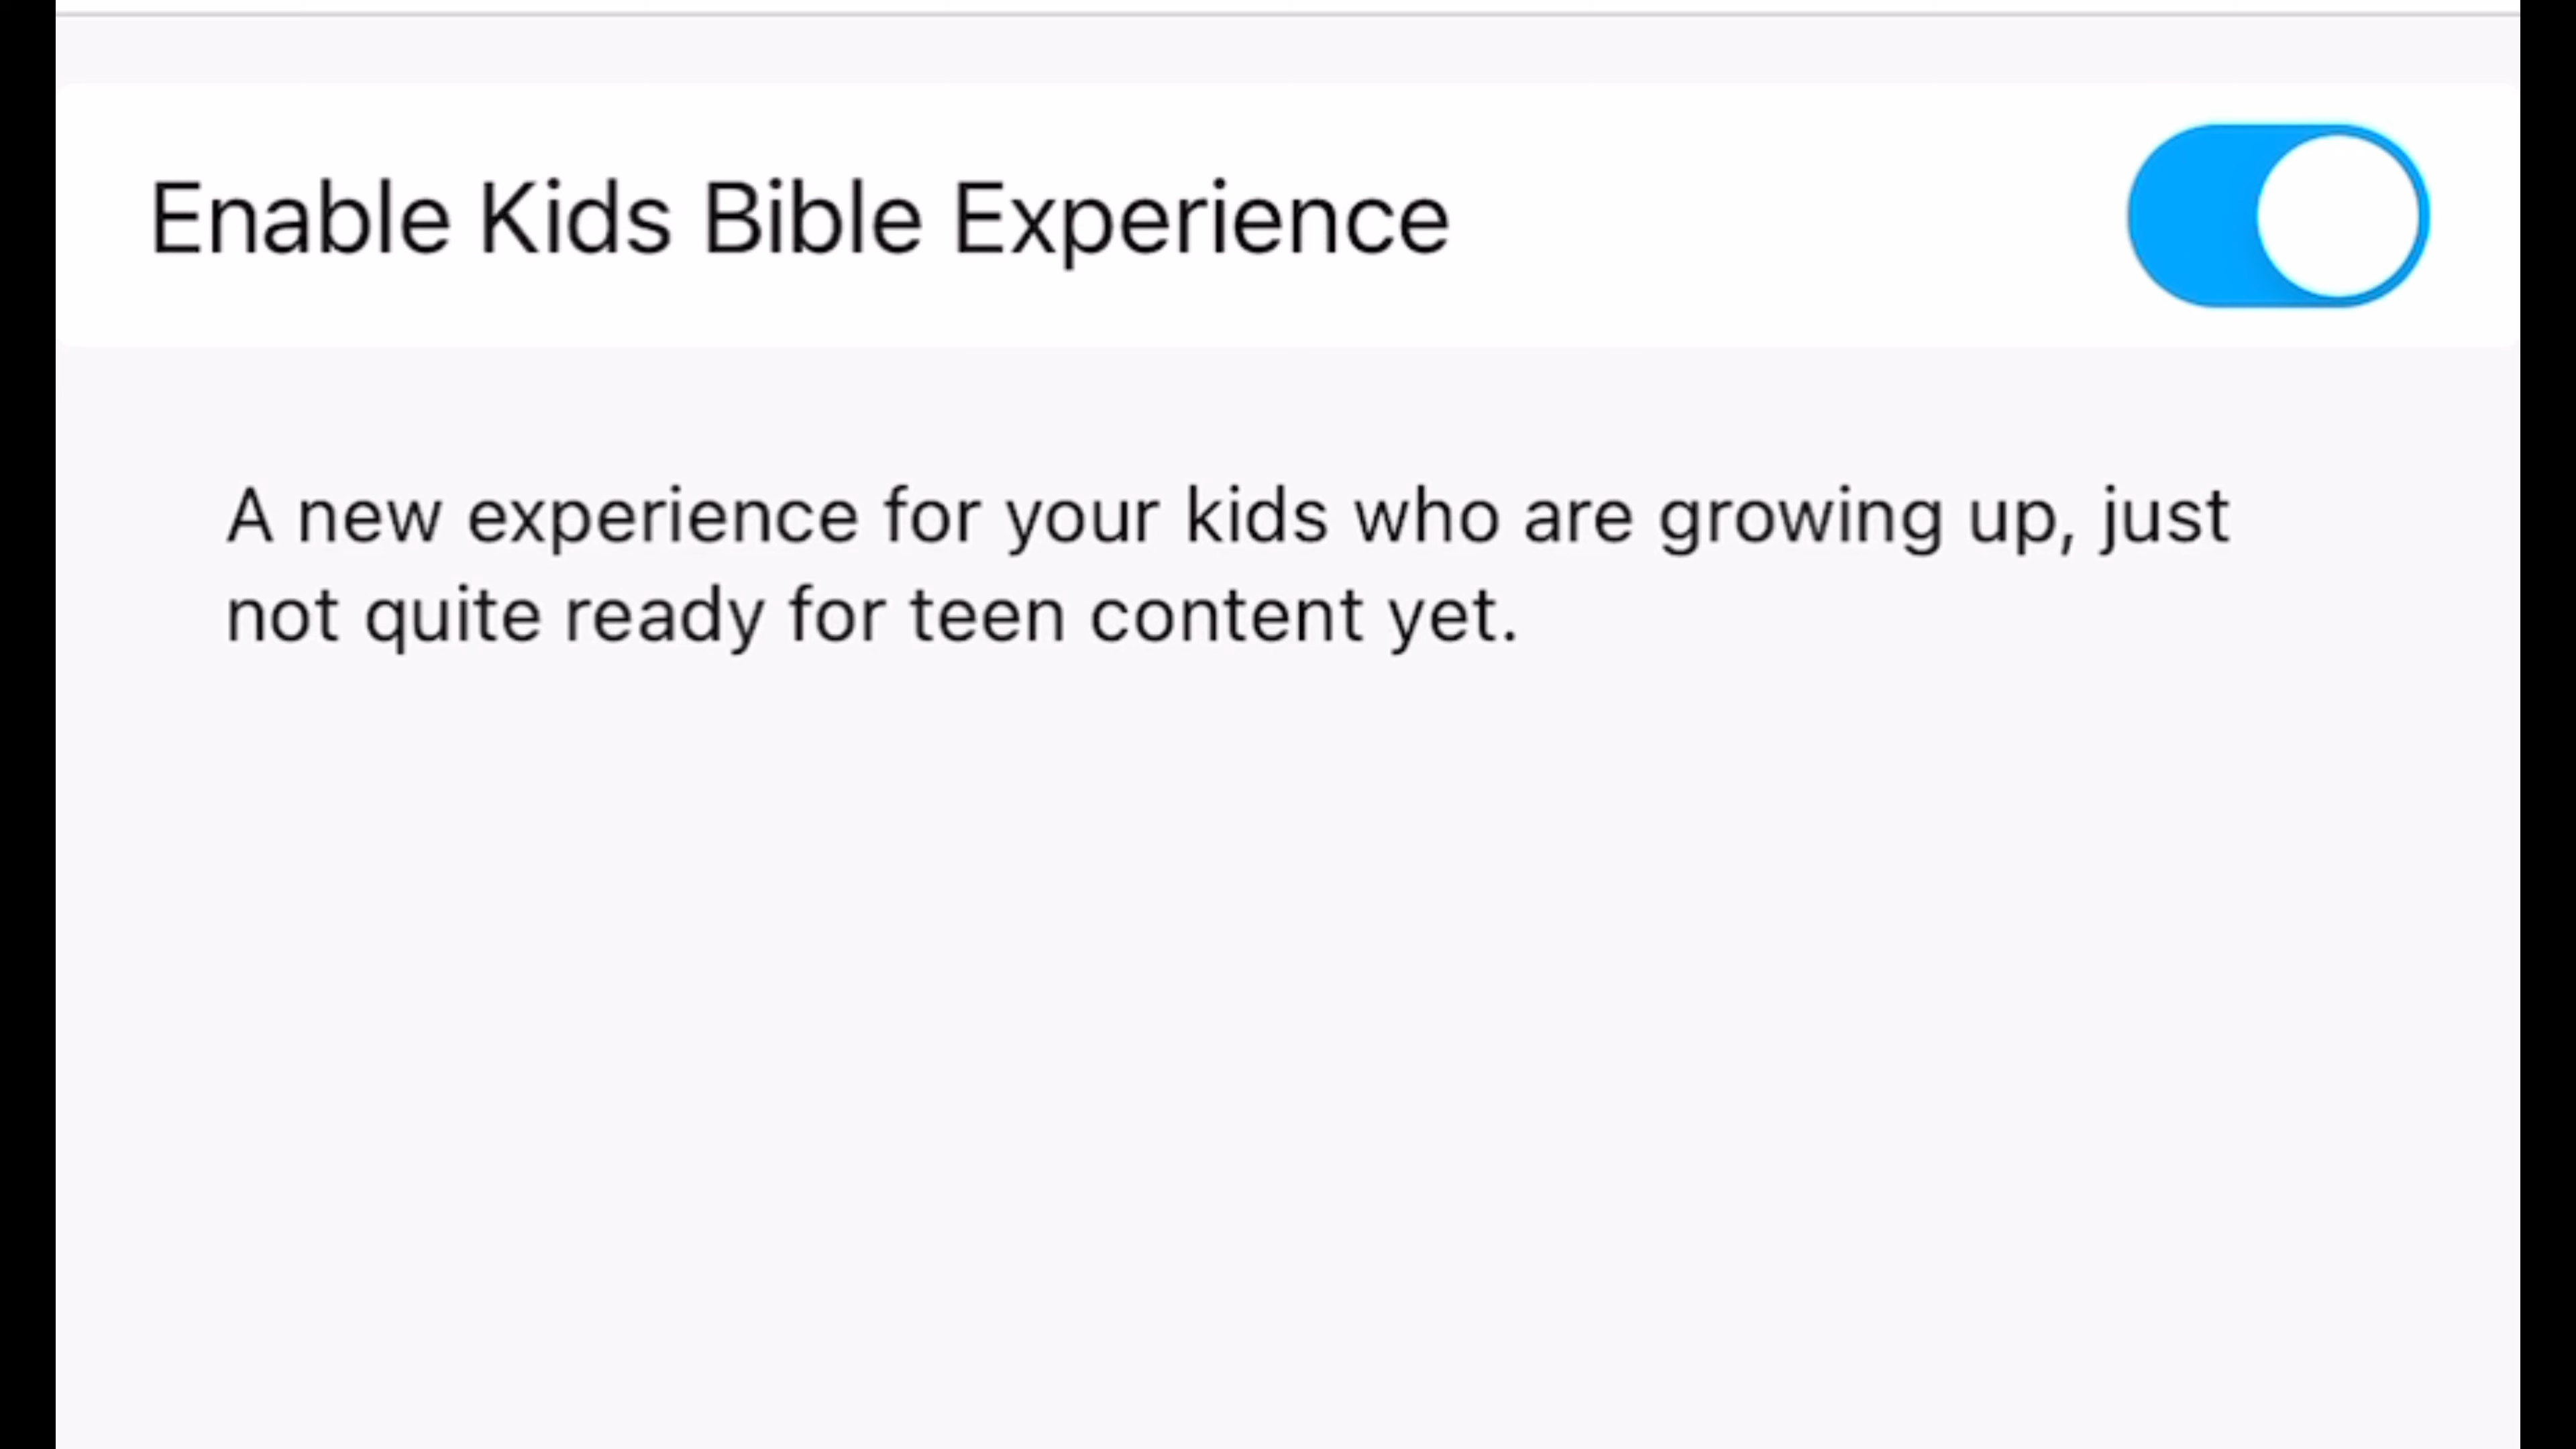 Enable Kids Bible Experience
A new experience for your kids who are growing up, just
not quite ready for teen content yet.